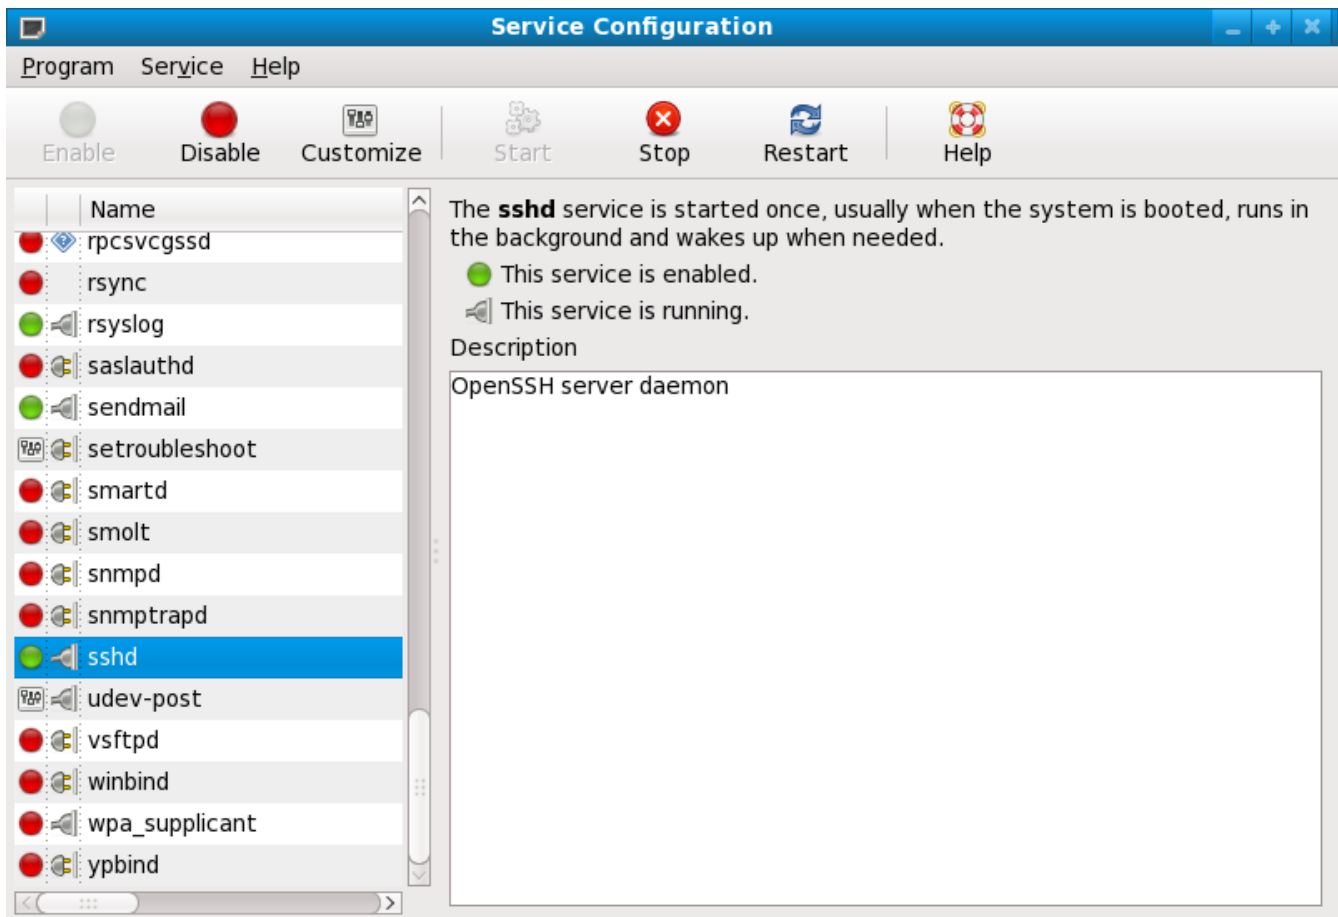 Service Configuration
Program Service Help
Enable Disable Customize Start Stop Restart Help
Name
rpcsvcgssd
rsync
rsyslog
saslauthd
sendmail
setroubleshoot
smartd
smolt
snmpd
snmptrapd
sshd
udev-post
vsftpd
winbind
wpa_supplicant
ypbind
The sshd service is started once, usually when the system is booted, runs in
the background and wakes up when needed.
This service is enabled.
This service is running.
Description
OpenSSH server daemon